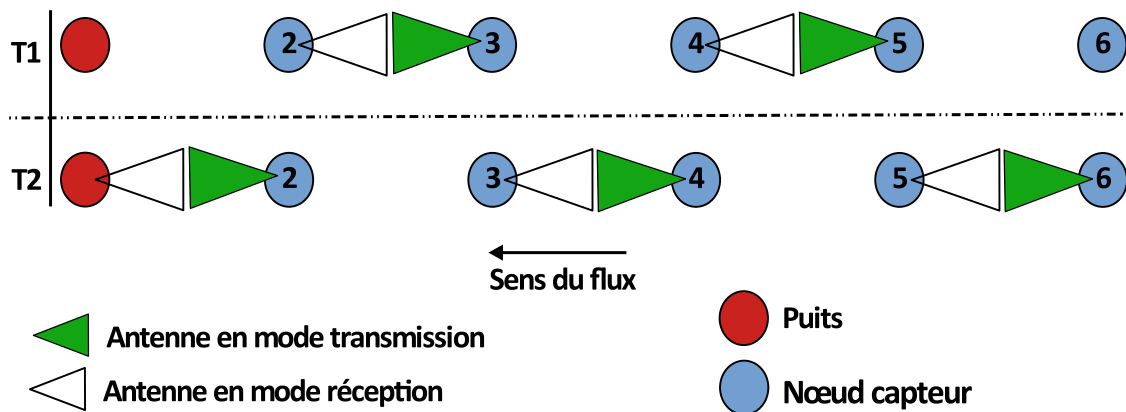 T1 2 3 4 5 6
T2 2 3 4 5 6
Sens du flux
Antenne en mode transmission
Antenne en mode réception
Puits
Nœud capteur